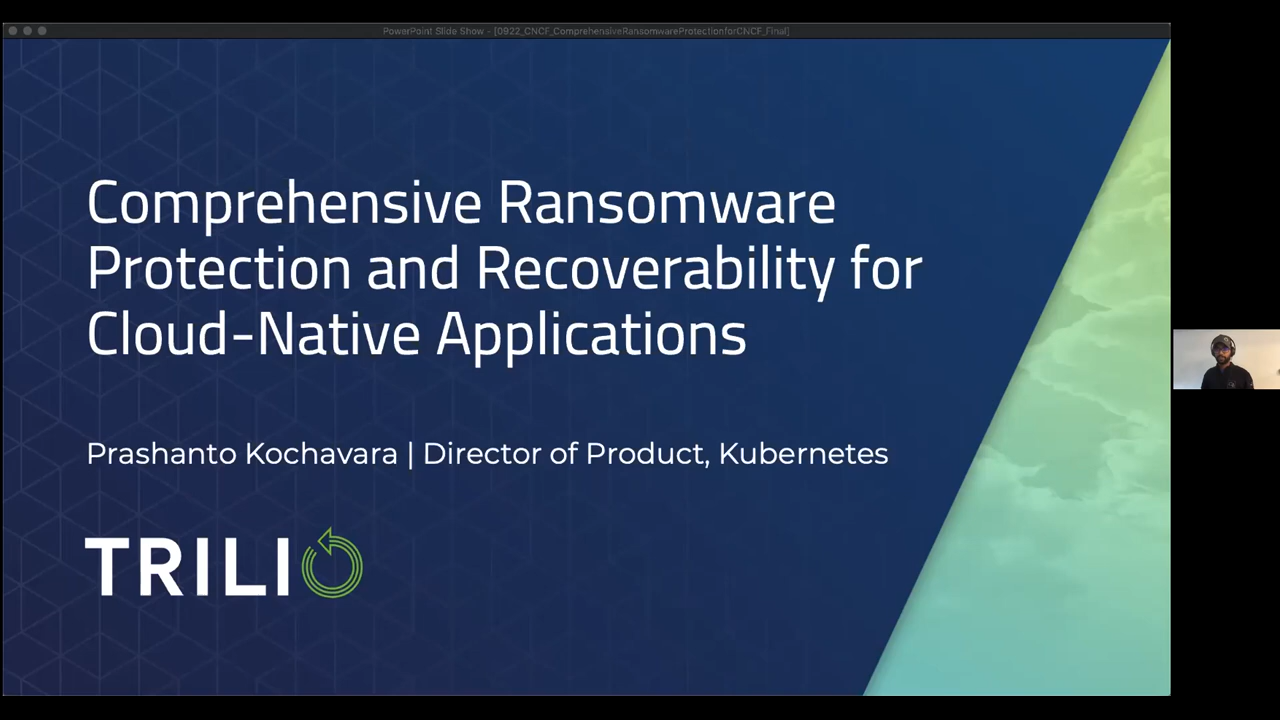 PowerPoint Slide Show - [0922_CNCF_ComprehensiveRansomwareProtectionforCNCF_Final]
Comprehensive Ransomware
Protection and Recoverability for
Cloud-Native Applications
Prashanto Kochavara | Director of Product, Kubernetes
TRILIO